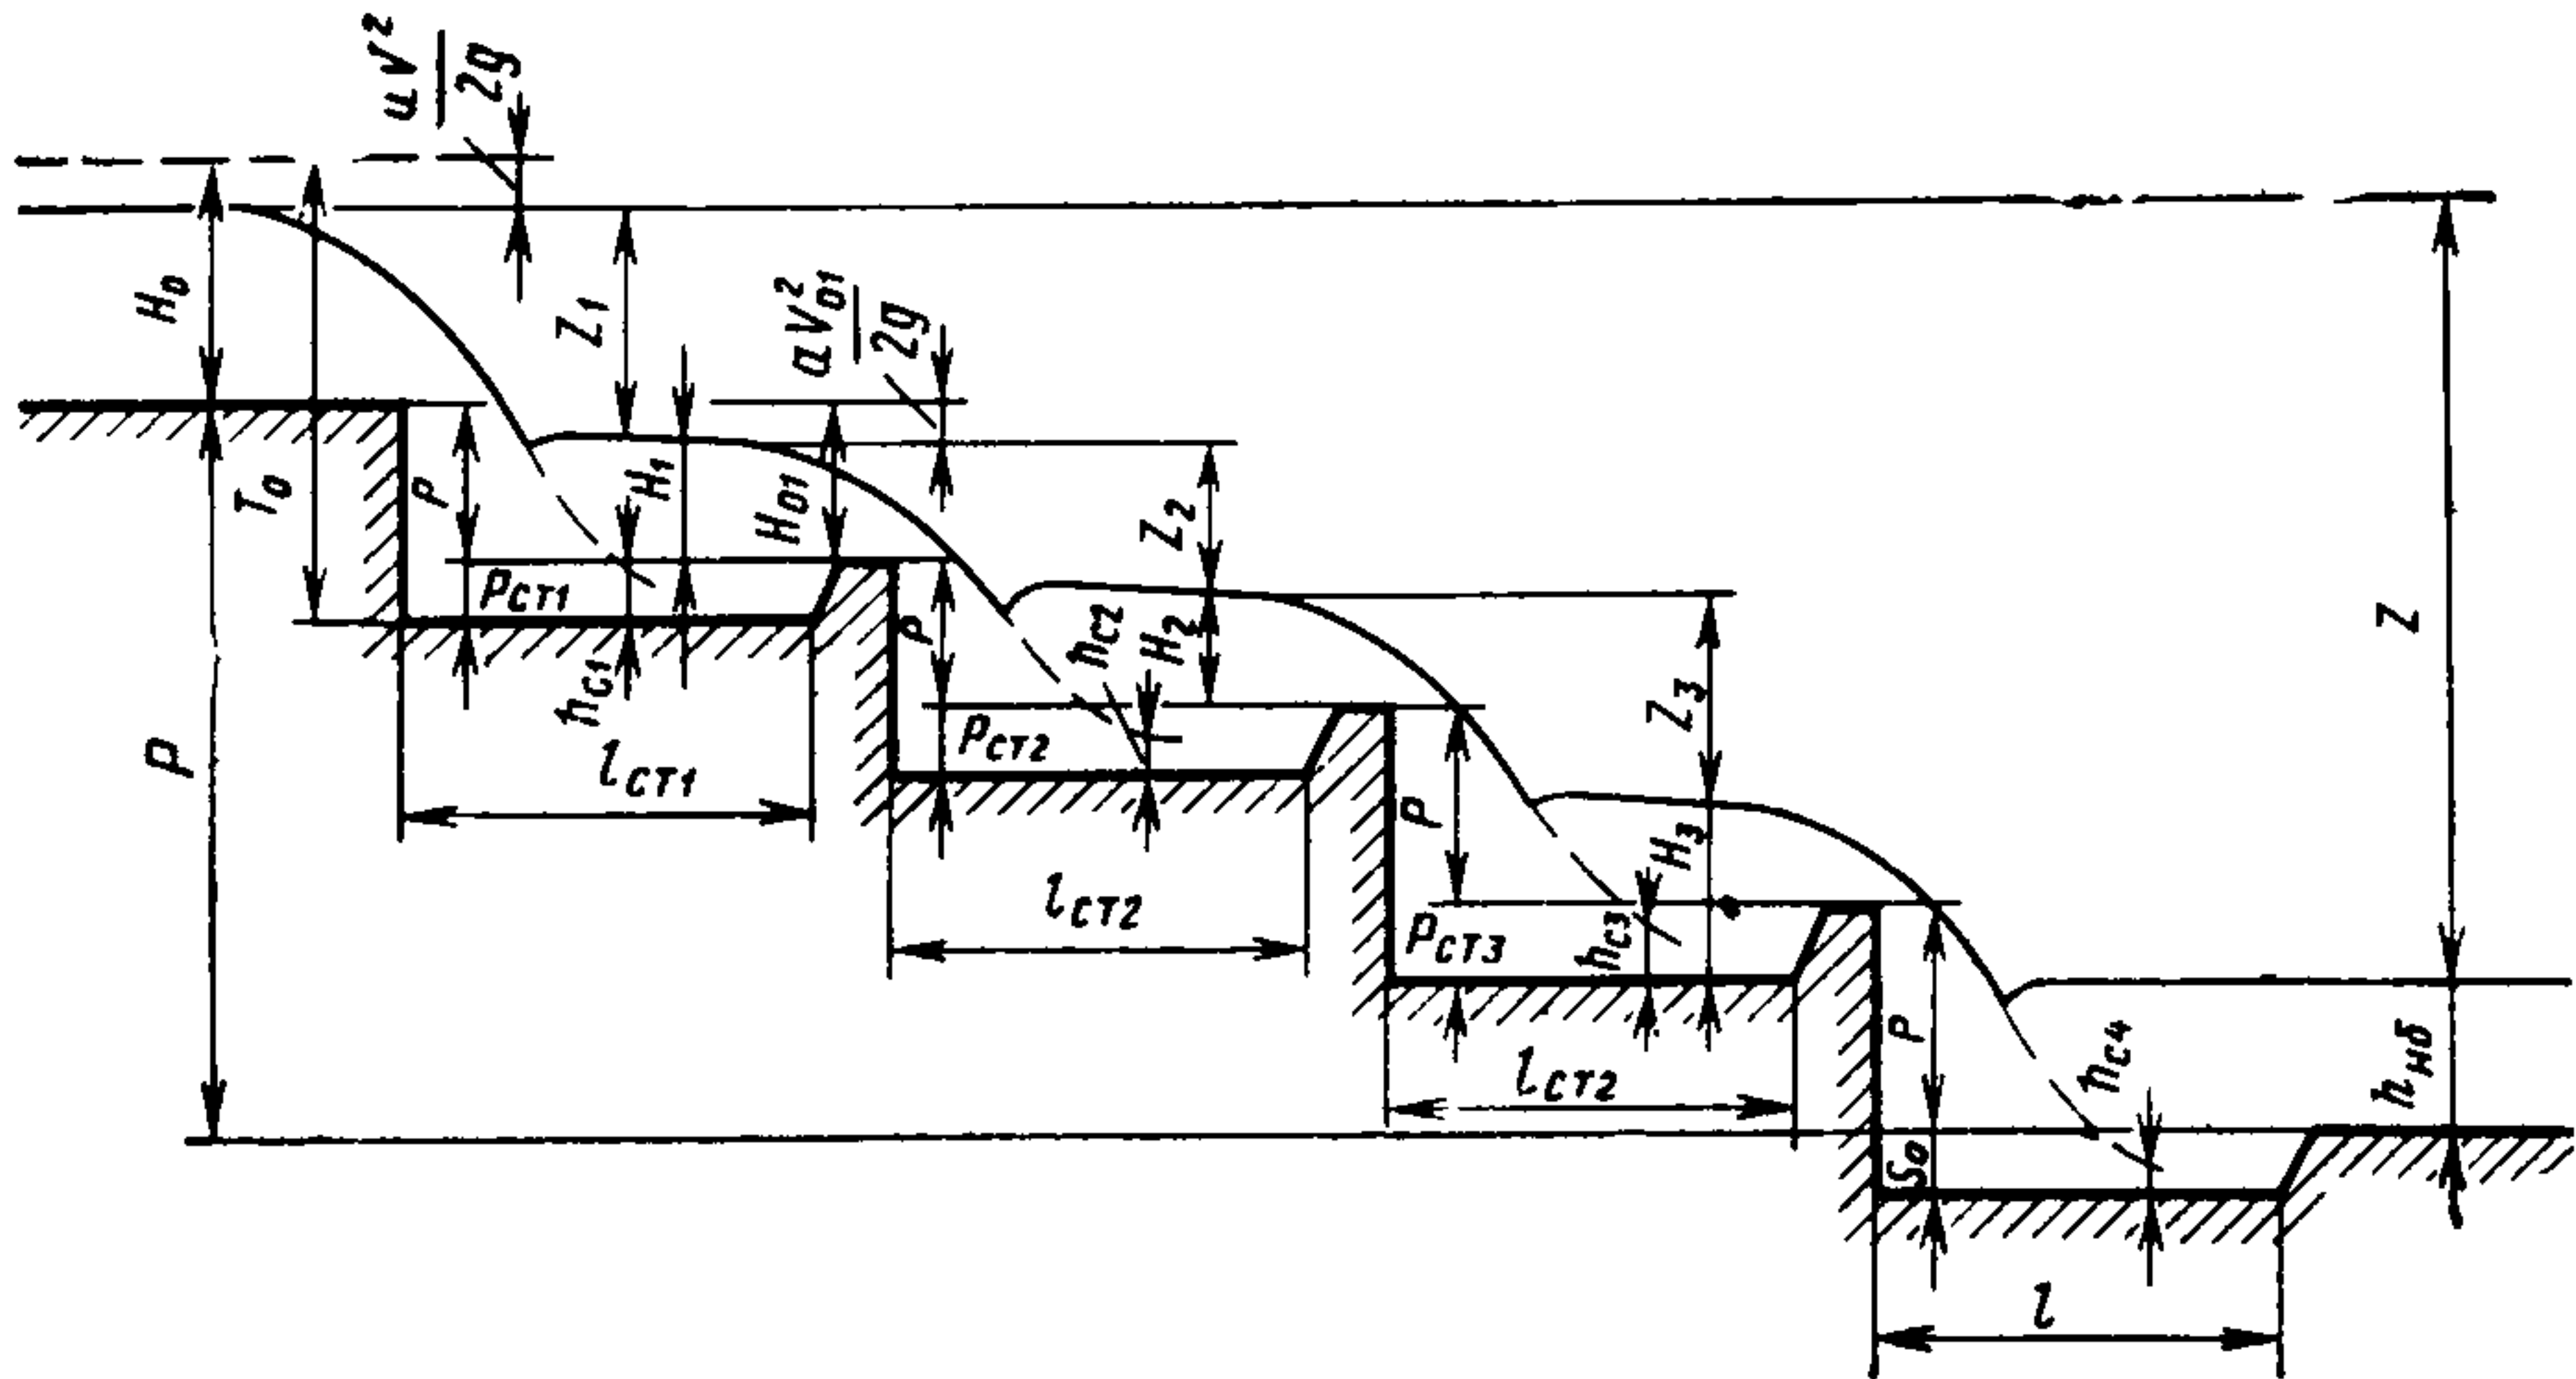 αv²/2g
H₀
Z₁
αV²₀₁/2g
T₀
P
H₁
H₀₁
Z₂
Pст1
hс1
lст1
P
P
hс2
H₂
Z₃
Z
Pст2
lст2
P
H₃
Pст3
hс3
lст2
P
hс4
hнб
S₀
l